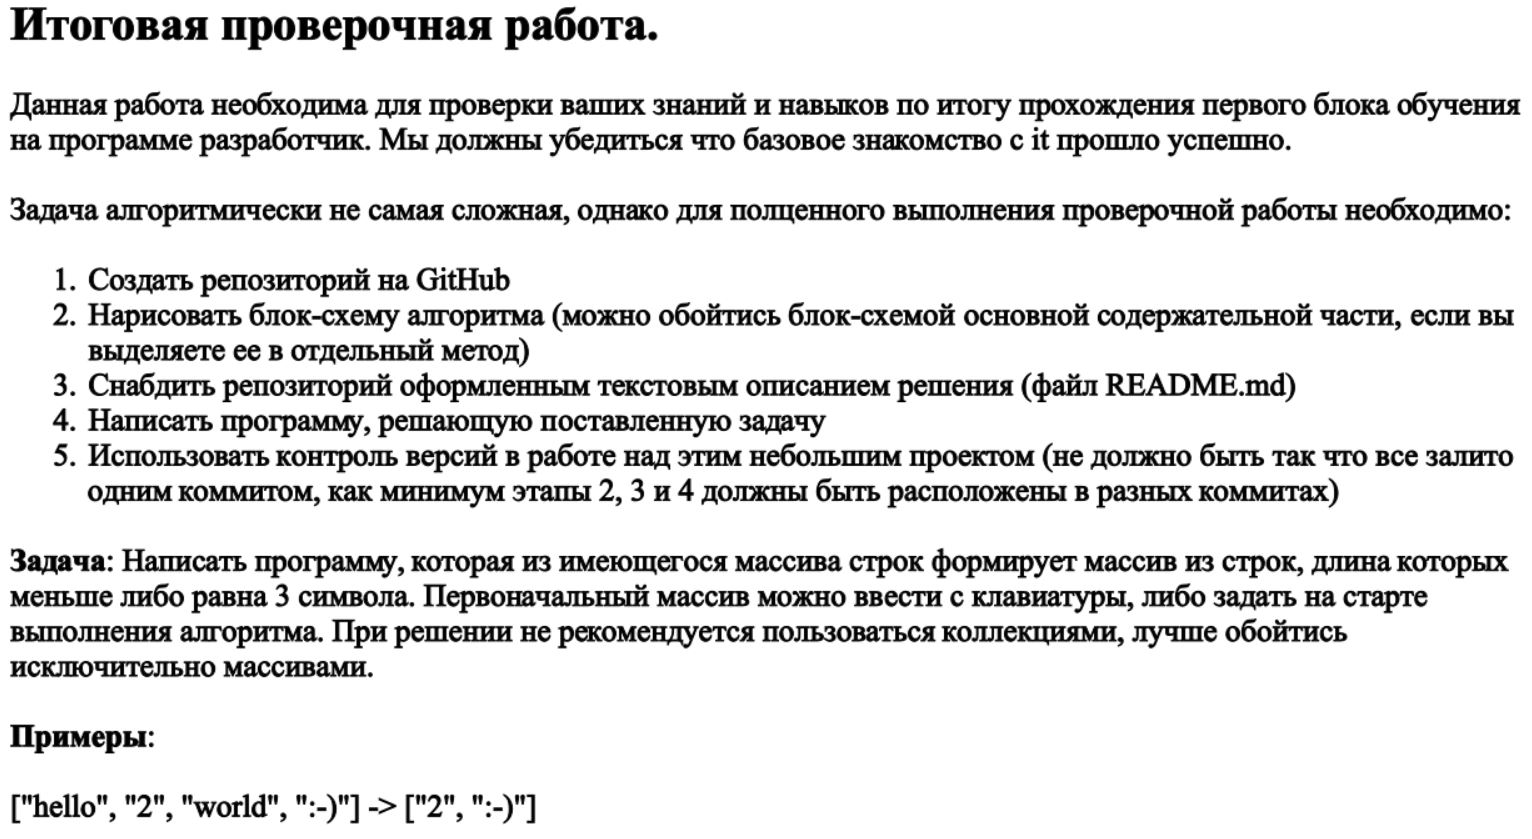 Итоговая проверочная работа.
Данная работа необходима для проверки ваших знаний и навыков по итогу прохождения первого блока обучения
на программе разработчик. Мы должны убедиться что базовое знакомство с it прошло успешно.
Задача алгоритмически не самая сложная, однако для полценного выполнения проверочной работы необходимо:
1. Создать репозиторий на GitHub
2. Нарисовать блок-схему алгоритма (можно обойтись блок-схемой основной содержательной части, если вы
выделяете ее в отдельный метод)
3. Снабдить репозиторий оформленным текстовым описанием решения (файл README.md)
4. Написать программу, решающую поставленную задачу
5. Использовать контроль версий в работе над этим небольшим проектом (не должно быть так что все залито
одним коммитом, как минимум этапы 2, 3 и 4 должны быть расположены в разных коммитах)
Задача: Написать программу, которая из имеющегося массива строк формирует массив из строк, длина которых
меньше либо равна 3 символа. Первоначальный массив можно ввести с клавиатуры, либо задать на старте
выполнения алгоритма. При решении не рекомендуется пользоваться коллекциями, лучше обойтись
исключительно массивами.
Примеры:
["hello", "2", "world", ":-)"] -> ["2", ":-)"]